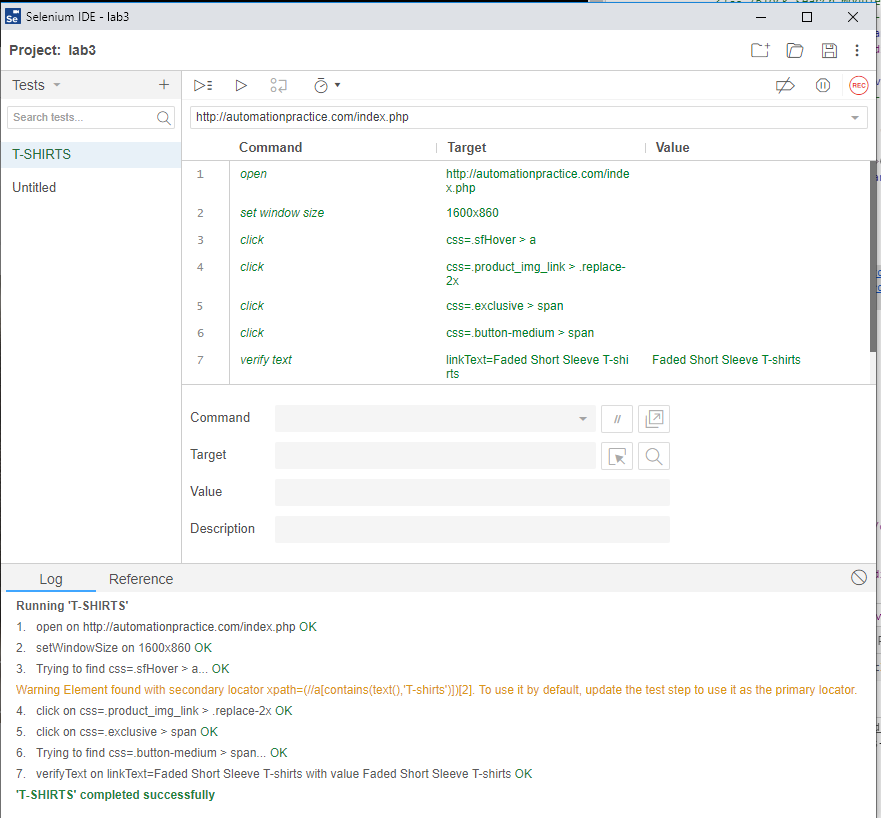 Selenium IDE - lab3
Project: lab3
Tests
Search tests...
T-SHIRTS
Untitled
REC
http://automationpractice.com/index.php
Command Target Value
1 open http://automationpractice.com/inde
x.php
2 set window size 1600x860
3 click css=.sfHover > a
4 click css=.product_img_link > .replace-
2x
5 click css=.exclusive > span
6 click css=.button-medium > span
7 verify text linkText=Faded Short Sleeve T-shi Faded Short Sleeve T-shirts
rts
Command //
Target
Value
Description
Log Reference
Running 'T-SHIRTS'
1. open on http://automationpractice.com/index.php OK
2. setWindowSize on 1600x860 OK
3. Trying to find css=.sfHover > a... OK
Warning Element found with secondary locator xpath=(//a[contains(text(),'T-shirts')])[2]. To use it by default, update the test step to use it as the primary locator.
4. click on css=.product_img_link > .replace-2x OK
5. click on css=.exclusive > span OK
6. Trying to find css=.button-medium > span... OK
7. verifyText on linkText=Faded Short Sleeve T-shirts with value Faded Short Sleeve T-shirts OK
'T-SHIRTS' completed successfully